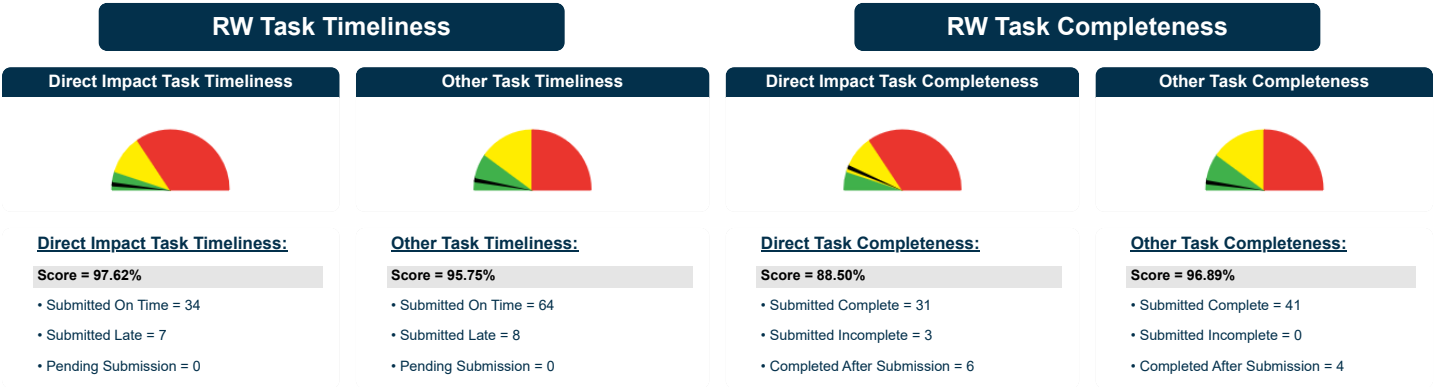 RW Task Timeliness
RW Task Completeness
Direct Impact Task Timeliness
Other Task Timeliness
Direct Impact Task Completeness
Other Task Completeness
Direct Impact Task Timeliness:
Score = 97.62%
• Submitted On Time = 34
• Submitted Late = 7
• Pending Submission = 0
Other Task Timeliness:
Score = 95.75%
• Submitted On Time = 64
• Submitted Late = 8
• Pending Submission = 0
Direct Task Completeness:
Score = 88.50%
• Submitted Complete = 31
• Submitted Incomplete = 3
• Completed After Submission = 6
Other Task Completeness:
Score = 96.89%
• Submitted Complete = 41
• Submitted Incomplete = 0
• Completed After Submission = 4